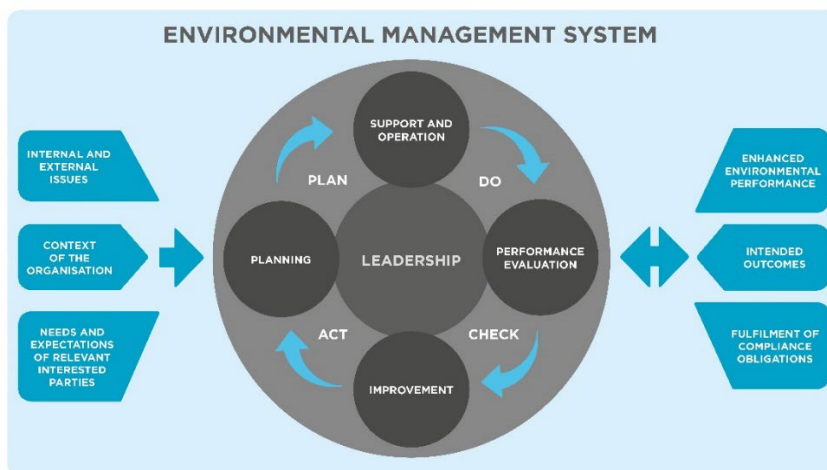 ENVIRONMENTAL MANAGEMENT SYSTEM
INTERNAL AND
EXTERNAL
ISSUES
CONTEXT
OF THE
ORGANISATION
NEEDS AND
EXPECTATIONS
OF RELEVANT
INTERESTED
PARTIES
SUPPORT AND
OPERATION
PLAN
DO
PLANNING
LEADERSHIP
PERFORMANCE
EVALUATION
ACT
CHECK
IMPROVEMENT
ENHANCED
ENVIRONMENTAL
PERFORMANCE
INTENDED
OUTCOMES
FULFILMENT OF
COMPLIANCE
OBLIGATIONS